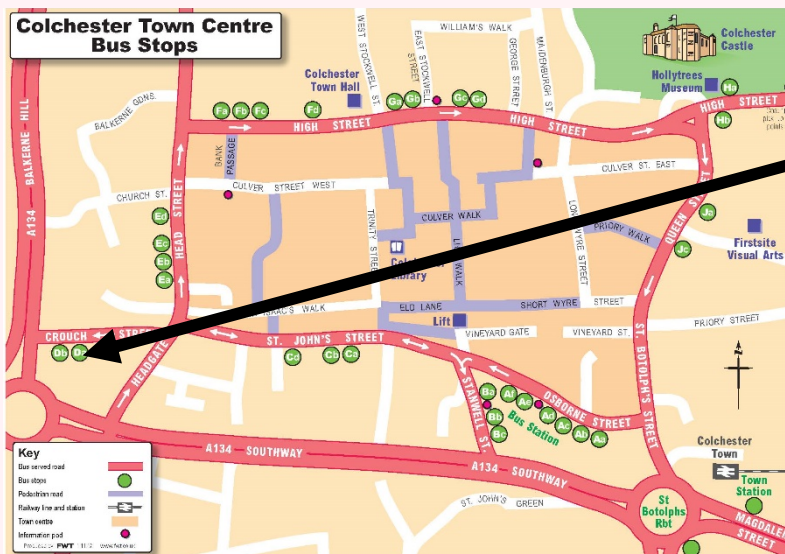 Colchester Town Centre
Bus Stops
BALKERNE HILL
A134
BALKERNE GDNS.
CHURCH ST.
HEAD STREET
Colchester
Town Hall
WEST STOCKWELL ST.
EAST STOCKWELL
STREET
WILLIAM'S WALK
GEORGE STREET
MAIDENBURGH ST.
Colchester
Castle
Hollytrees
Museum
Fa
Fb
Fc
Fd
Ga
Gb
Gc
Gd
Ha
Hb
HIGH STREET
HIGH STREET
HIGH
STREET
BANK
PASSAGE
CULVER STREET WEST
CULVER ST. EAST
TRINITY STREET
CULVER WALK
WYRE STREET
PRIORY WALK
QUEEN STREET
Ja
Jc
Firstsite
Visual Arts
Ed
Ec
Eb
Ea
WALK
ELD LANE
SHORT WYRE
STREET
Lift
VINEYARD GATE
VINEYARD ST.
PRIORY STREET
ST. BOTOLPH'S STREET
CROUCH
Db
HEADGATE
ST. JOHN'S STREET
Cd
Cb
Ca
STANWELL ST.
OSBORNE STREET
Ba
Bb
Bc
Af
Ae
Ad
Ac
Ab
Aa
Bus Station
A134 SOUTHWAY
A134 SOUTHWAY
ST. JOHN'S
GREEN
St
Botolphs
Rbt
Colchester
Town
Town
Station
STREET
N
Key
Bus served road
Bus stops
Pedestrian road
Railway line and station
Town centre
Information pod
FWT